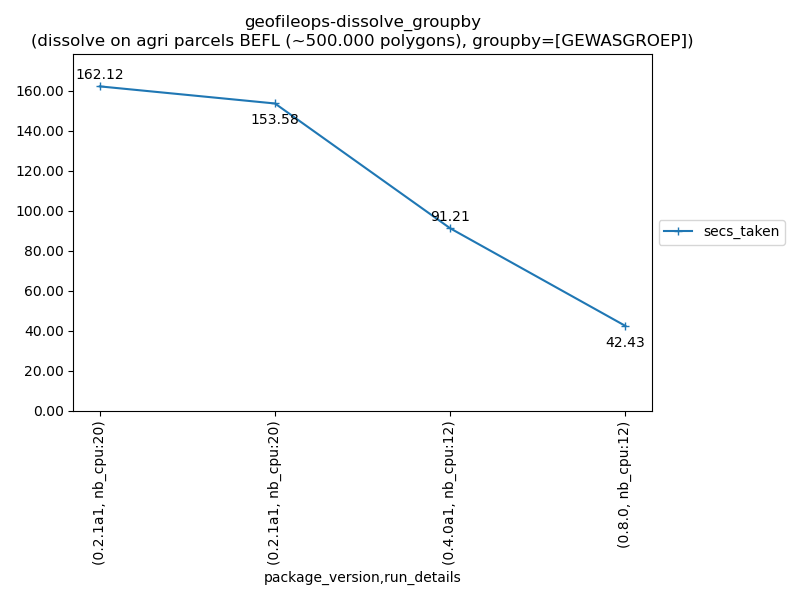 geofileops-dissolve_groupby
(dissolve on agri parcels BEFL (~500.000 polygons), groupby=[GEWASGROEP])
162.12
153.58
91.21
42.43
160.00
140.00
120.00
100.00
80.00
60.00
40.00
20.00
0.00
secs_taken
(0.2.1a1, nb_cpu:20)
(0.2.1a1, nb_cpu:20)
(0.4.0a1, nb_cpu:12)
(0.8.0, nb_cpu:12)
package_version,run_details